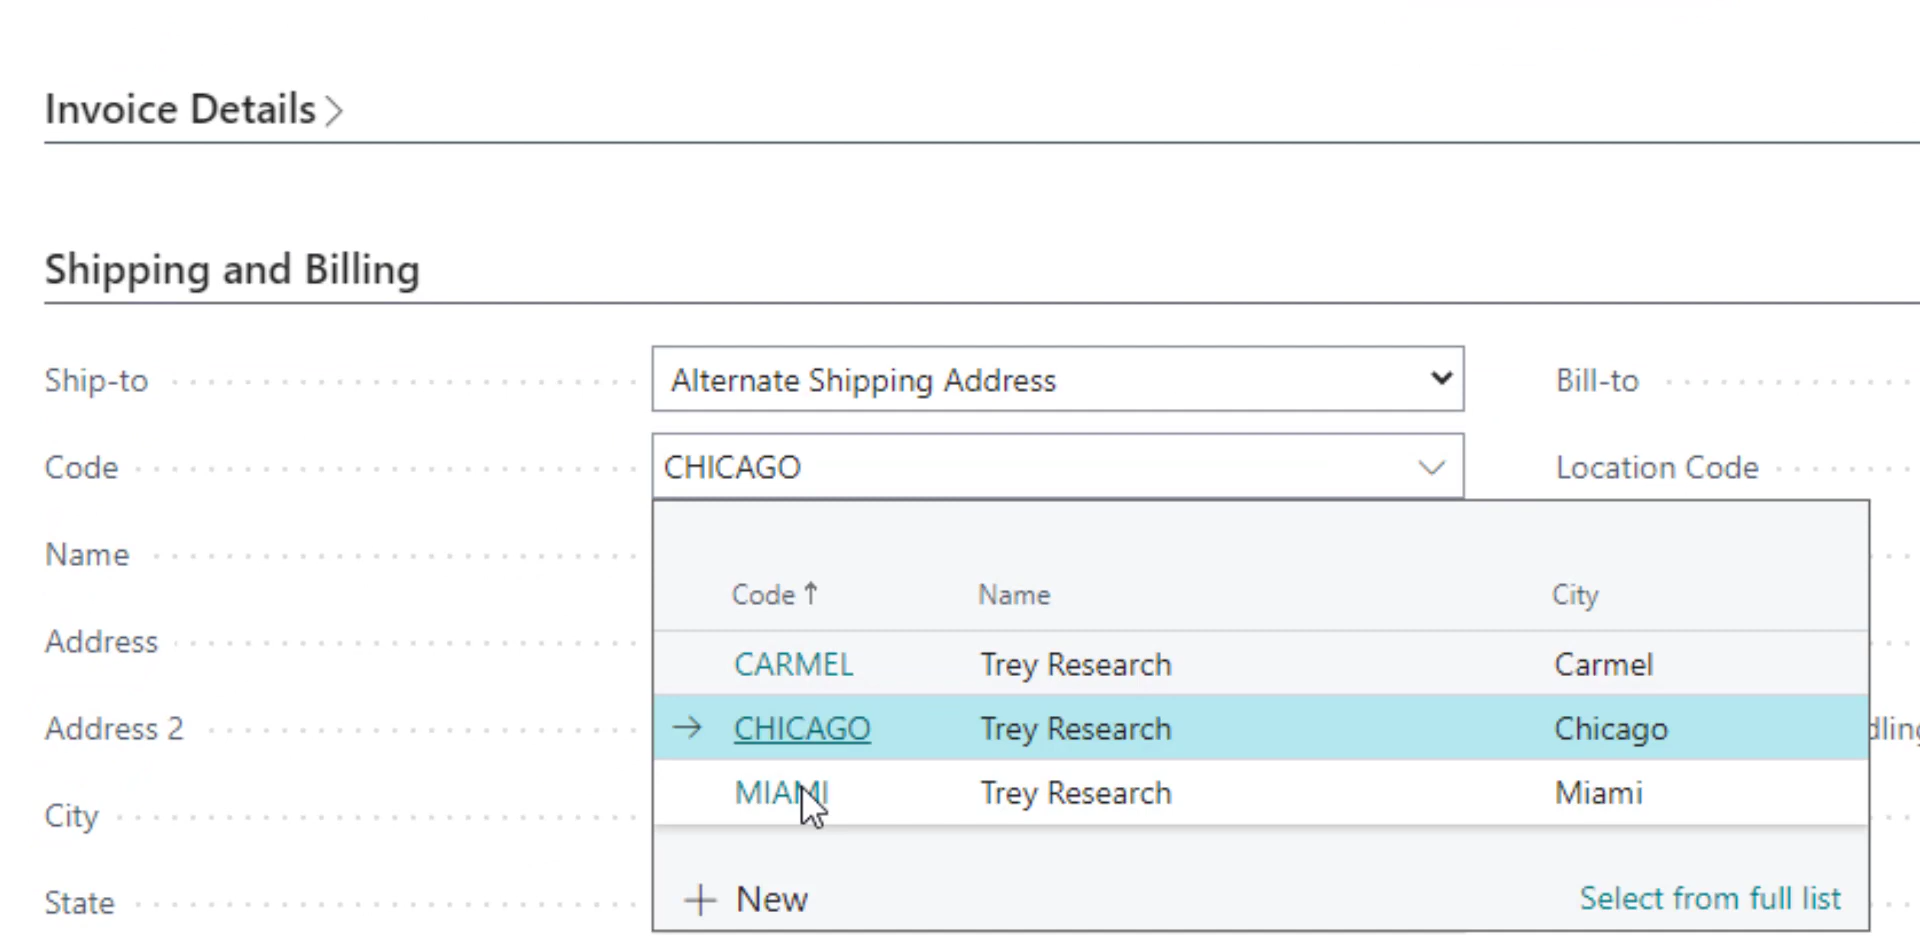 Invoice Details
Shipping and Billing
Ship-to Alternate Shipping Address Bill-to
Code CHICAGO Location Code
Name
Code ↑ Name City
Address CARMEL Trey Research Carmel
Address 2 → CHICAGO Trey Research Chicago dling
City MIAMI Trey Research Miami
State + New Select from full list